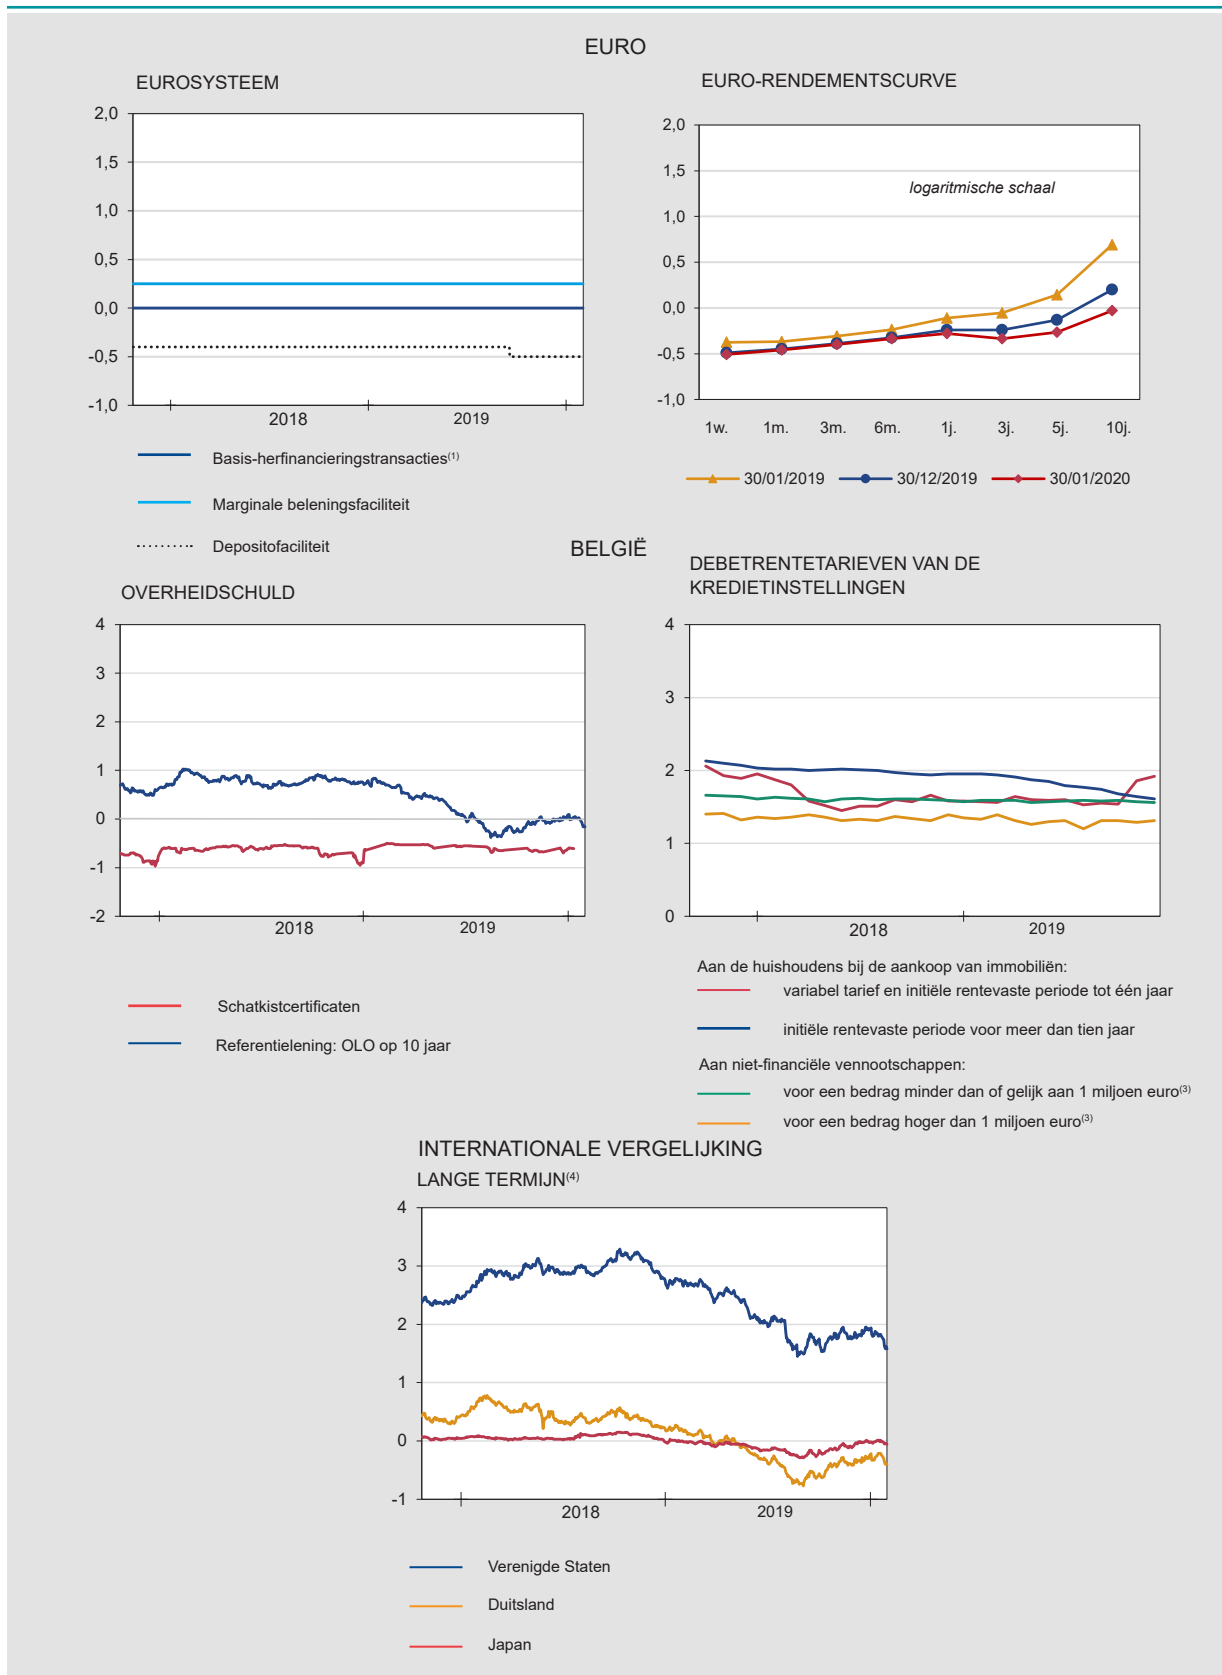 EURO
EUROSYSTEEM
2,0
1,5
1,0
0,5
0,0
-0,5
-1,0
2018
2019
Basis-herfinancieringstransacties(1)
Marginale beleningsfaciliteit
Depositofaciliteit
EURO-RENDEMENTSCURVE
2,0
1,5
1,0
0,5
0,0
-0,5
-1,0
logaritmische schaal
1w. 1m. 3m. 6m. 1j. 3j. 5j. 10j.
30/01/2019 30/12/2019 30/01/2020
BELGIË
OVERHEIDSCHULD
4
3
2
1
0
-1
-2
2018
2019
Schatkistcertificaten
Referentielening: OLO op 10 jaar
DEBETRENTETARIEVEN VAN DE
KREDIETINSTELLINGEN
4
3
2
1
0
2018
2019
Aan de huishoudens bij de aankoop van immobiliën:
variabel tarief en initiële rentevaste periode tot één jaar
initiële rentevaste periode voor meer dan tien jaar
Aan niet-financiële vennootschappen:
voor een bedrag minder dan of gelijk aan 1 miljoen euro(3)
voor een bedrag hoger dan 1 miljoen euro(3)
INTERNATIONALE VERGELIJKING
LANGE TERMIJN(4)
4
3
2
1
0
-1
2018
2019
Verenigde Staten
Duitsland
Japan